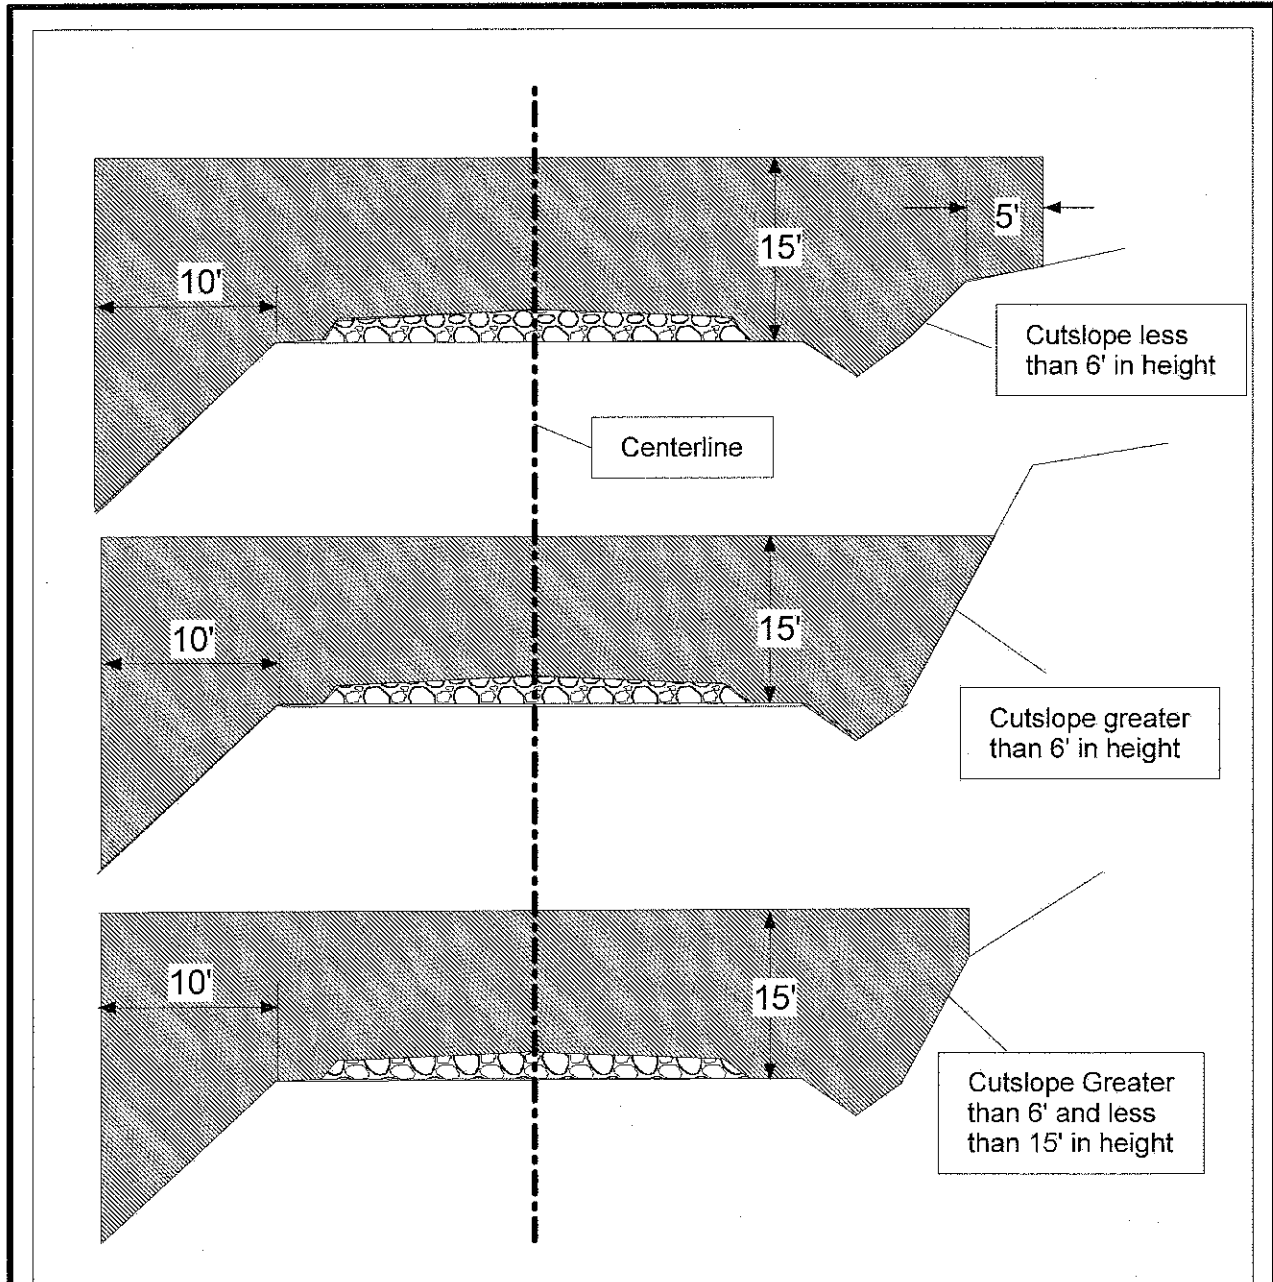 5'
15'
10'
Cutslope less
than 6' in height
Centerline
15'
10'
Cutslope greater
than 6' in height
10'
15'
Cutslope Greater
than 6' and less
than 15' in height